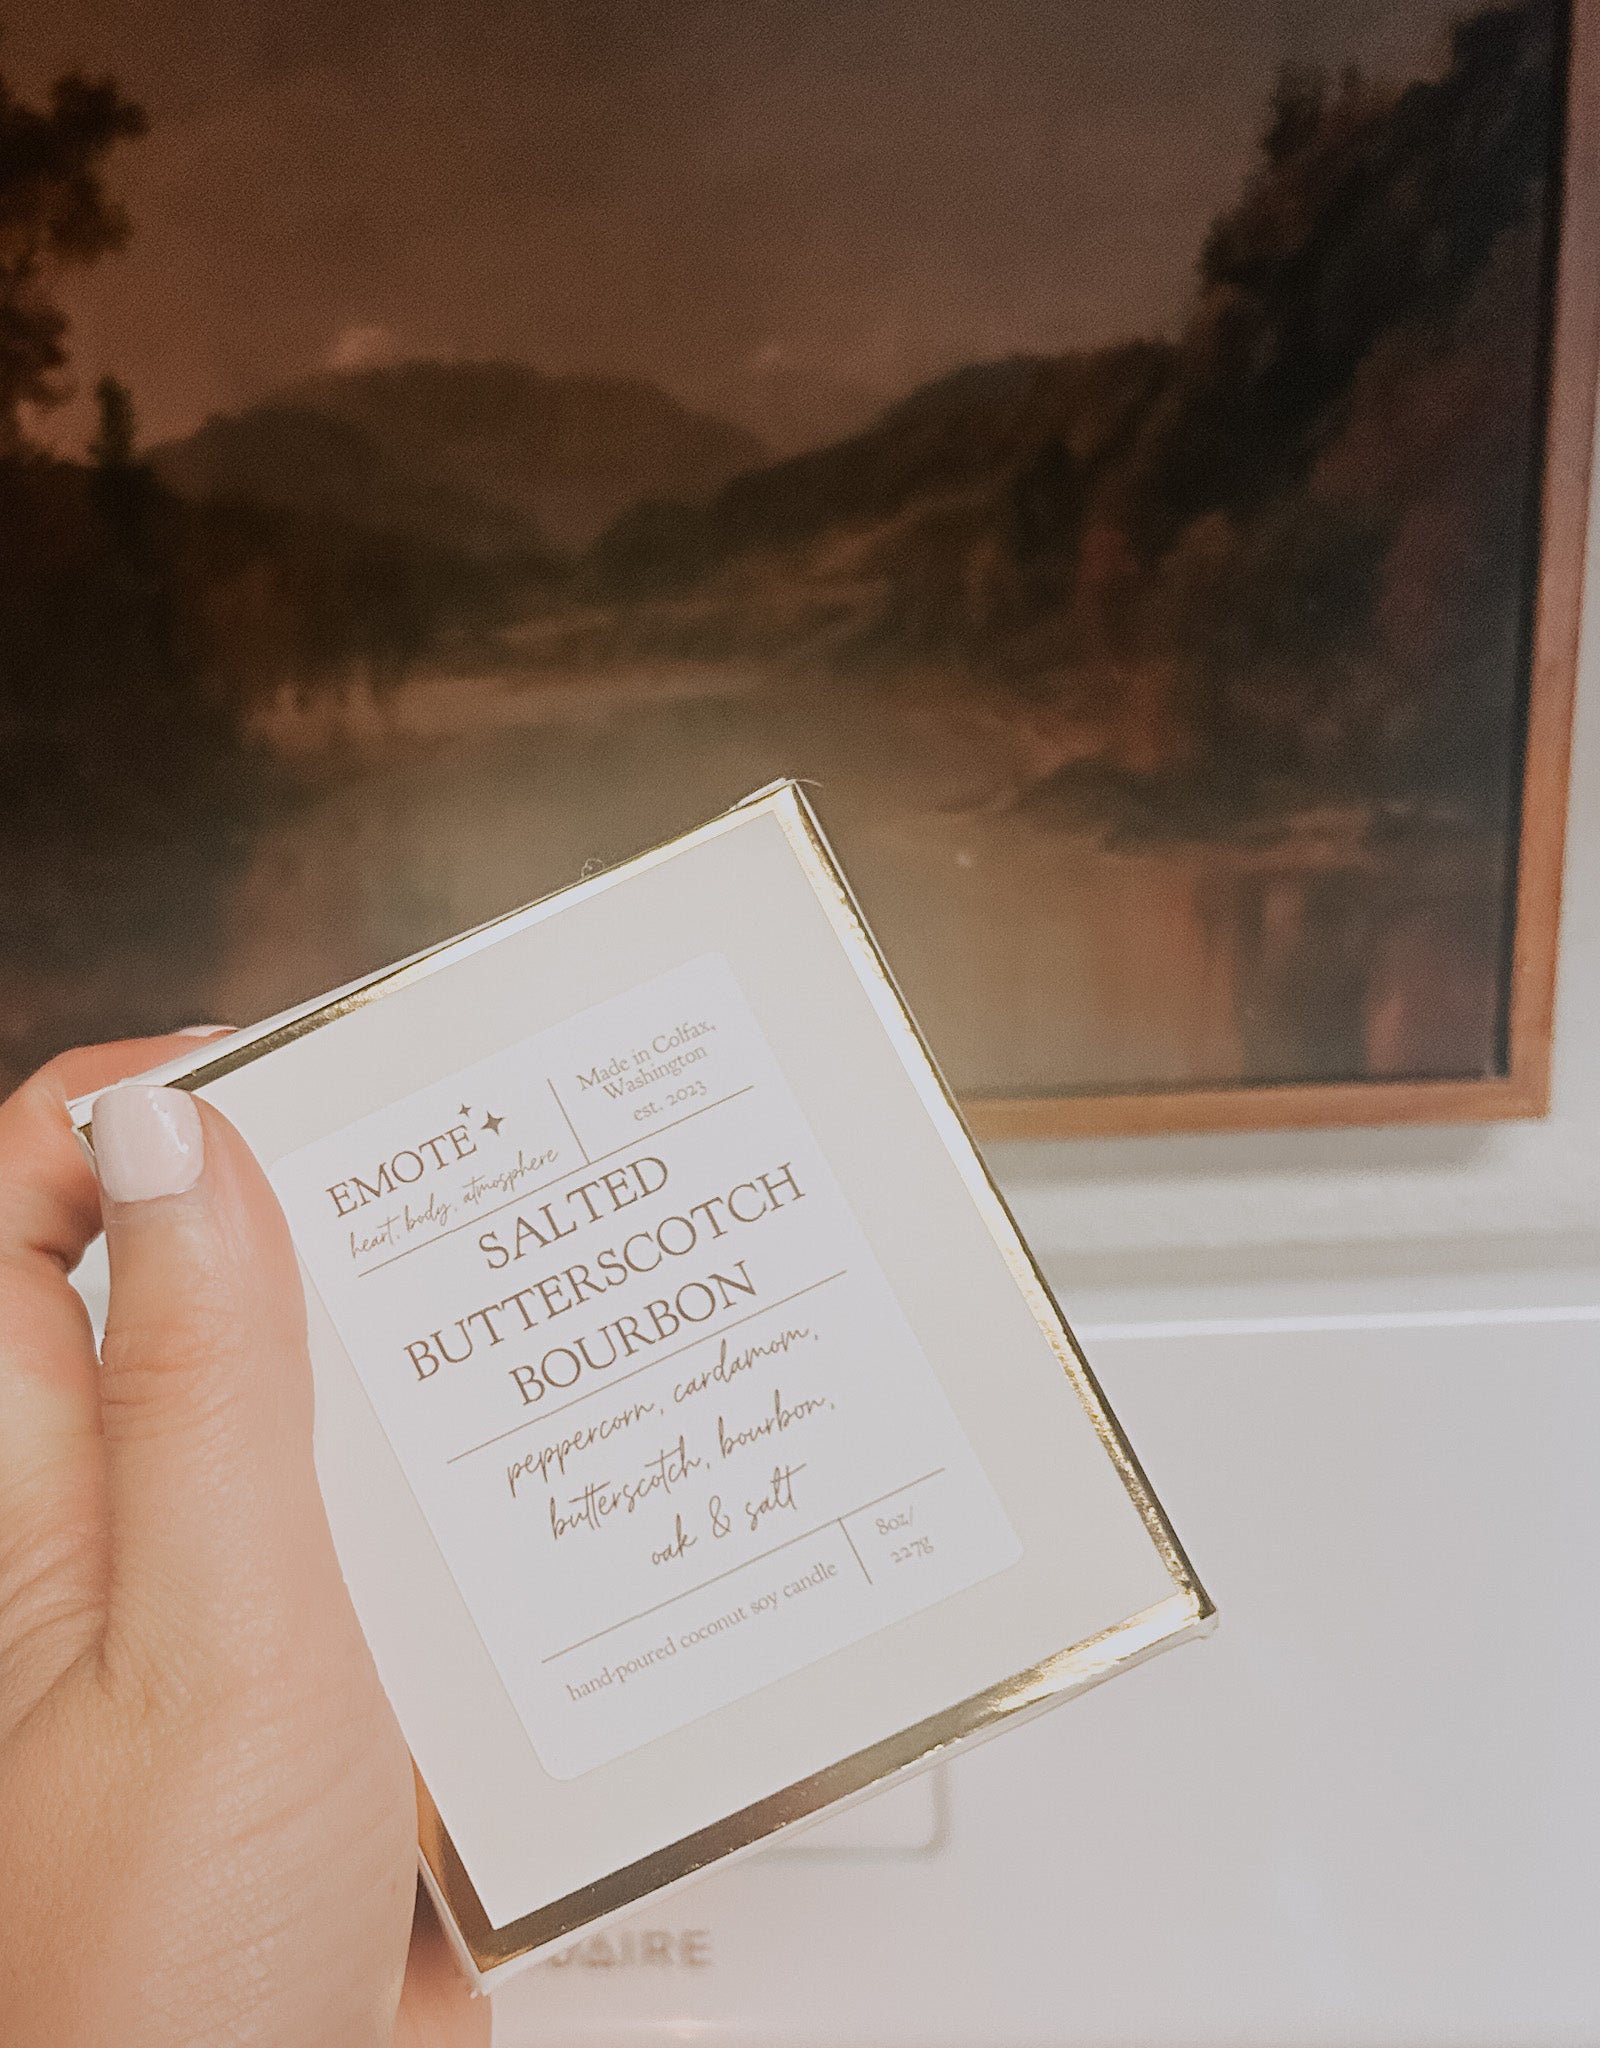 EMOTE
heart, body, atmosphere
Made in Colfax,
Washington
est. 2023
SALTED
BUTTERSCOTCH
BOURBON
peppercorn, cardamom,
butterscotch, bourbon,
oak & salt
hand-poured coconut soy candle
8oz/
227g